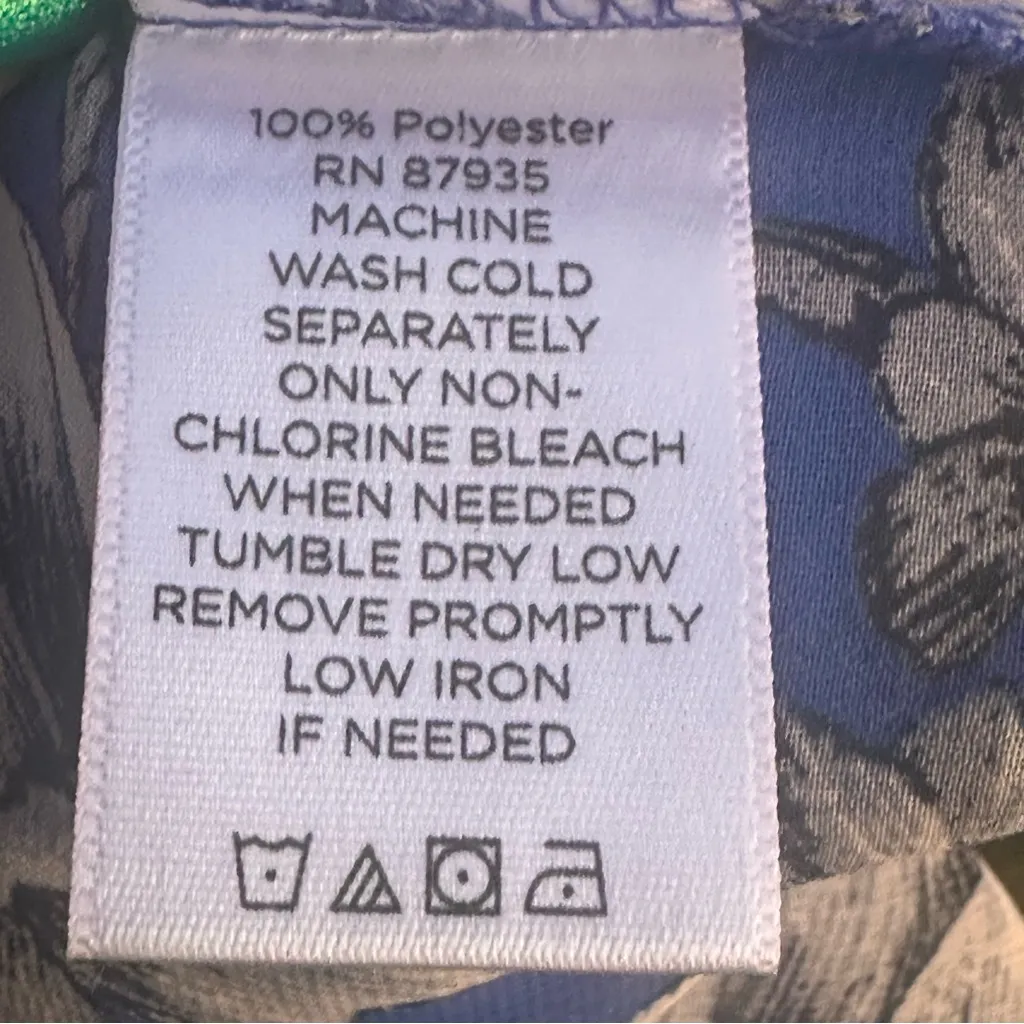 100% Polyester
RN 87935
MACHINE
WASH COLD
SEPARATELY
ONLY NON-
CHLORINE BLEACH
WHEN NEEDED
TUMBLE DRY LOW
REMOVE PROMPTLY
LOW IRON
IF NEEDED